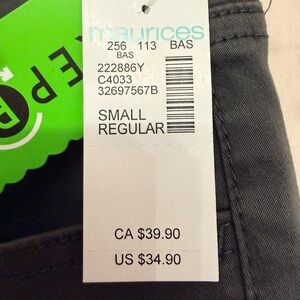 maurices
256 113 BAS
BAS
222886Y
C4033
32697567B
SMALL
REGULAR
CA $39.90
US $34.90